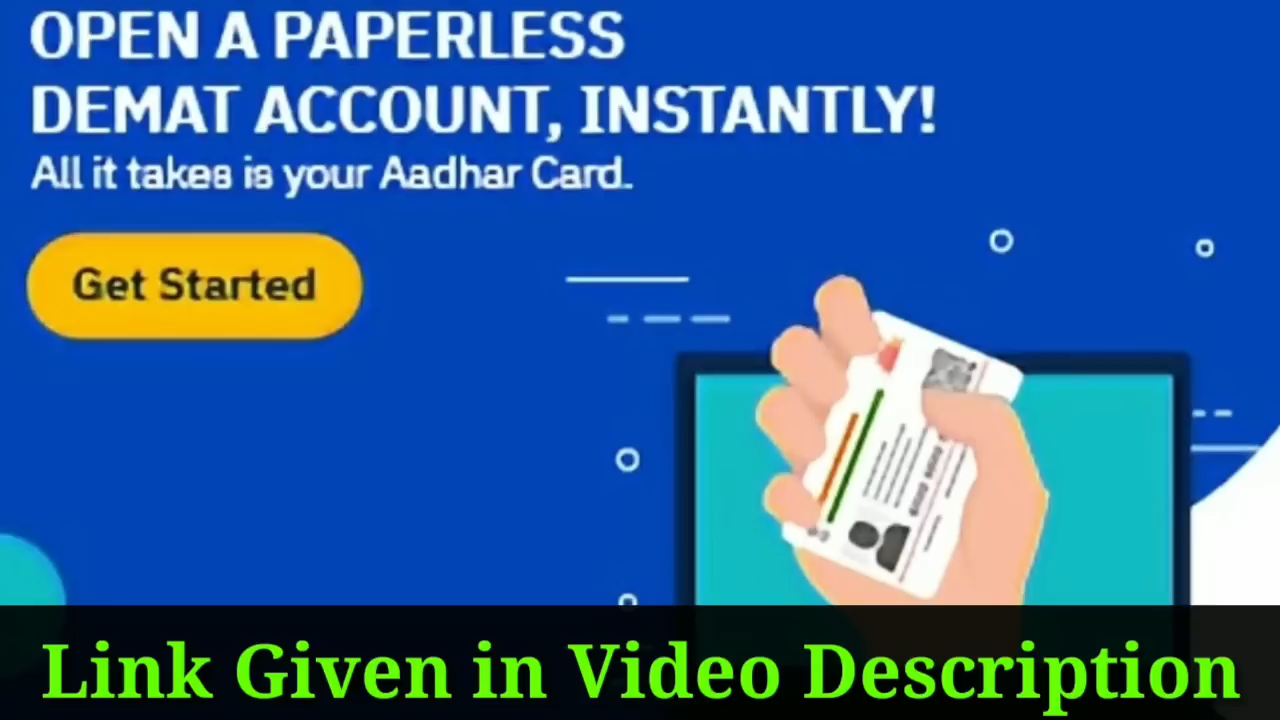 OPEN A PAPERLESS
DEMAT ACCOUNT, INSTANTLY!
All it takes is your Aadhar Card.
Get Started
Link Given in Video Description